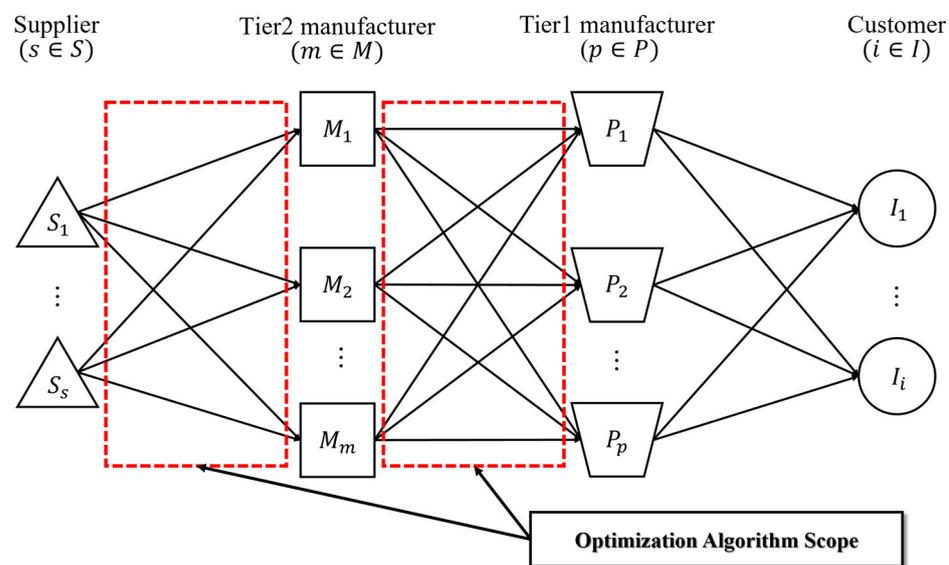 Supplier
(s ∈ S)
Tier2 manufacturer
(m ∈ M)
Tier1 manufacturer
(p ∈ P)
Customer
(i ∈ I)
M₁
P₁
S₁
I₁
M₂
P₂
⋮
⋮
⋮
⋮
Sₛ
Iᵢ
Mₘ
Pₚ
Optimization Algorithm Scope